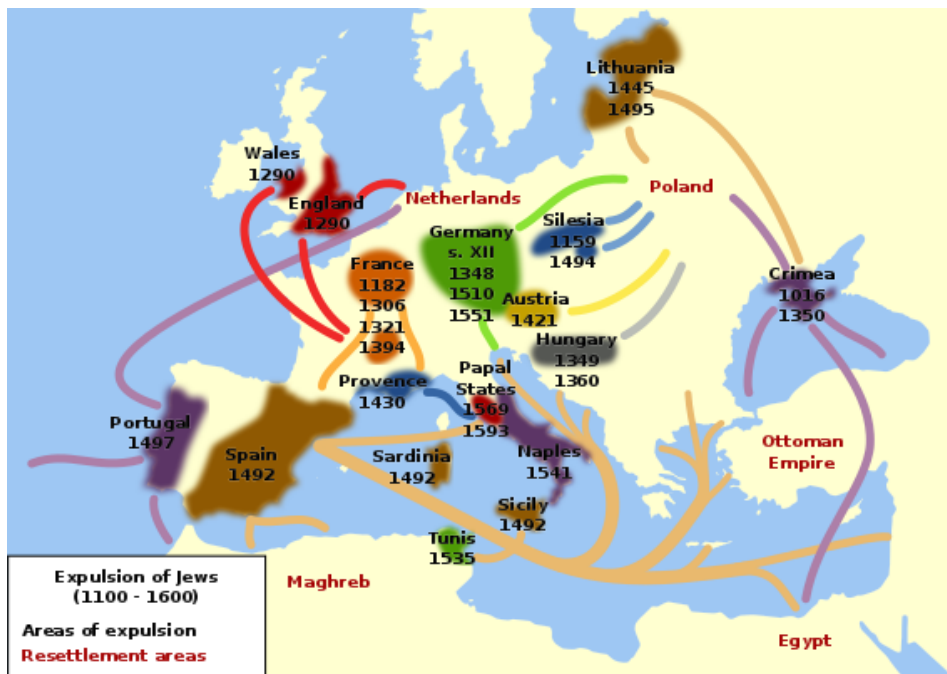 Lithuania
1445
1495
Wales
1290
England
1290
Netherlands
Poland
Germany
s. XII
1348
1510
1551
Silesia
1159
1494
France
1182
1306
1321
1394
Austria
1421
Crimea
1016
1350
Hungary
1349
1360
Provence
1430
Papal
States
1569
1593
Portugal
1497
Spain
1492
Sardinia
1492
Naples
1541
Ottoman
Empire
Sicily
1492
Tunis
1535
Maghreb
Egypt
Expulsion of Jews
(1100 - 1600)
Areas of expulsion
Resettlement areas